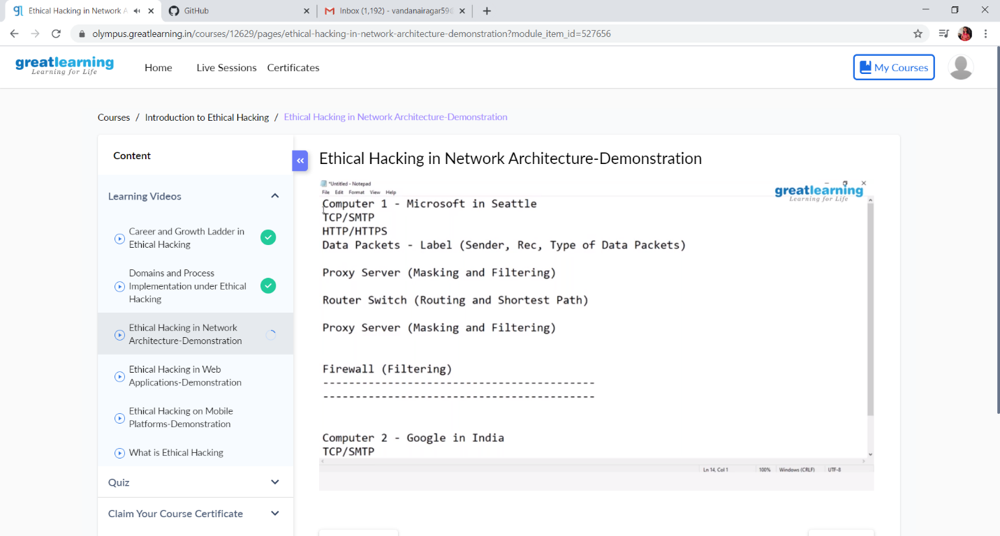 Ethical Hacking in Network A
GitHub
Inbox (1,192) - vandanairagar59@
olympus.greatlearning.in/courses/12629/pages/ethical-hacking-in-network-architecture-demonstration?module_item_id=527656
greatlearning
Learning for Life
Home
Live Sessions
Certificates
My Courses
Courses / Introduction to Ethical Hacking / Ethical Hacking in Network Architecture-Demonstration
Content
Learning Videos
Career and Growth Ladder in
Ethical Hacking
Domains and Process
Implementation under Ethical
Hacking
Ethical Hacking in Network
Architecture-Demonstration
Ethical Hacking in Web
Applications-Demonstration
Ethical Hacking on Mobile
Platforms-Demonstration
What is Ethical Hacking
Quiz
Claim Your Course Certificate
Ethical Hacking in Network Architecture-Demonstration
*Untitled - Notepad
File Edit Format View Help
greatlearning
Learning for Life
Computer 1 - Microsoft in Seattle
TCP/SMTP
HTTP/HTTPS
Data Packets - Label (Sender, Rec, Type of Data Packets)
Proxy Server (Masking and Filtering)
Router Switch (Routing and Shortest Path)
Proxy Server (Masking and Filtering)
Firewall (Filtering)
------------------------------------------
------------------------------------------
Computer 2 - Google in India
TCP/SMTP
Ln 14, Col 1
100%
Windows (CRLF)
UTF-8